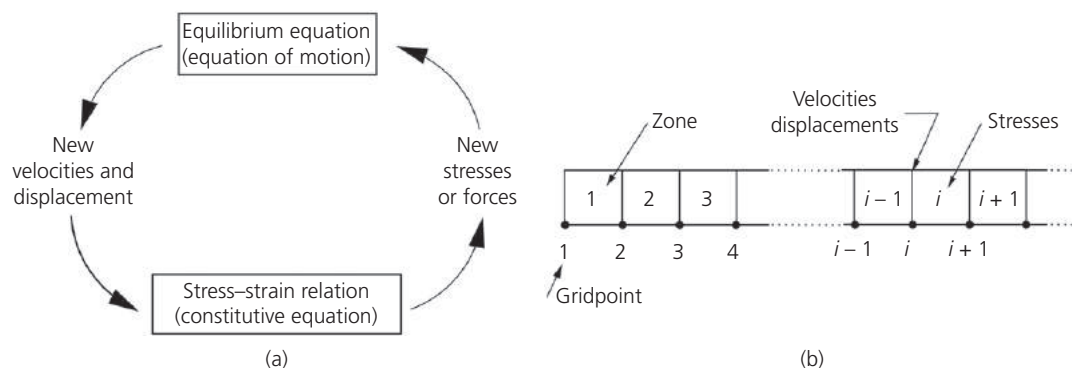 Equilibrium equation
(equation of motion)
New
velocities and
displacement
New
stresses
or forces
Stress–strain relation
(constitutive equation)
(a)
Zone
Velocities
displacements
Stresses
1 2 3 i – 1 i i + 1
1 2 3 4 i – 1 i i + 1
Gridpoint
(b)